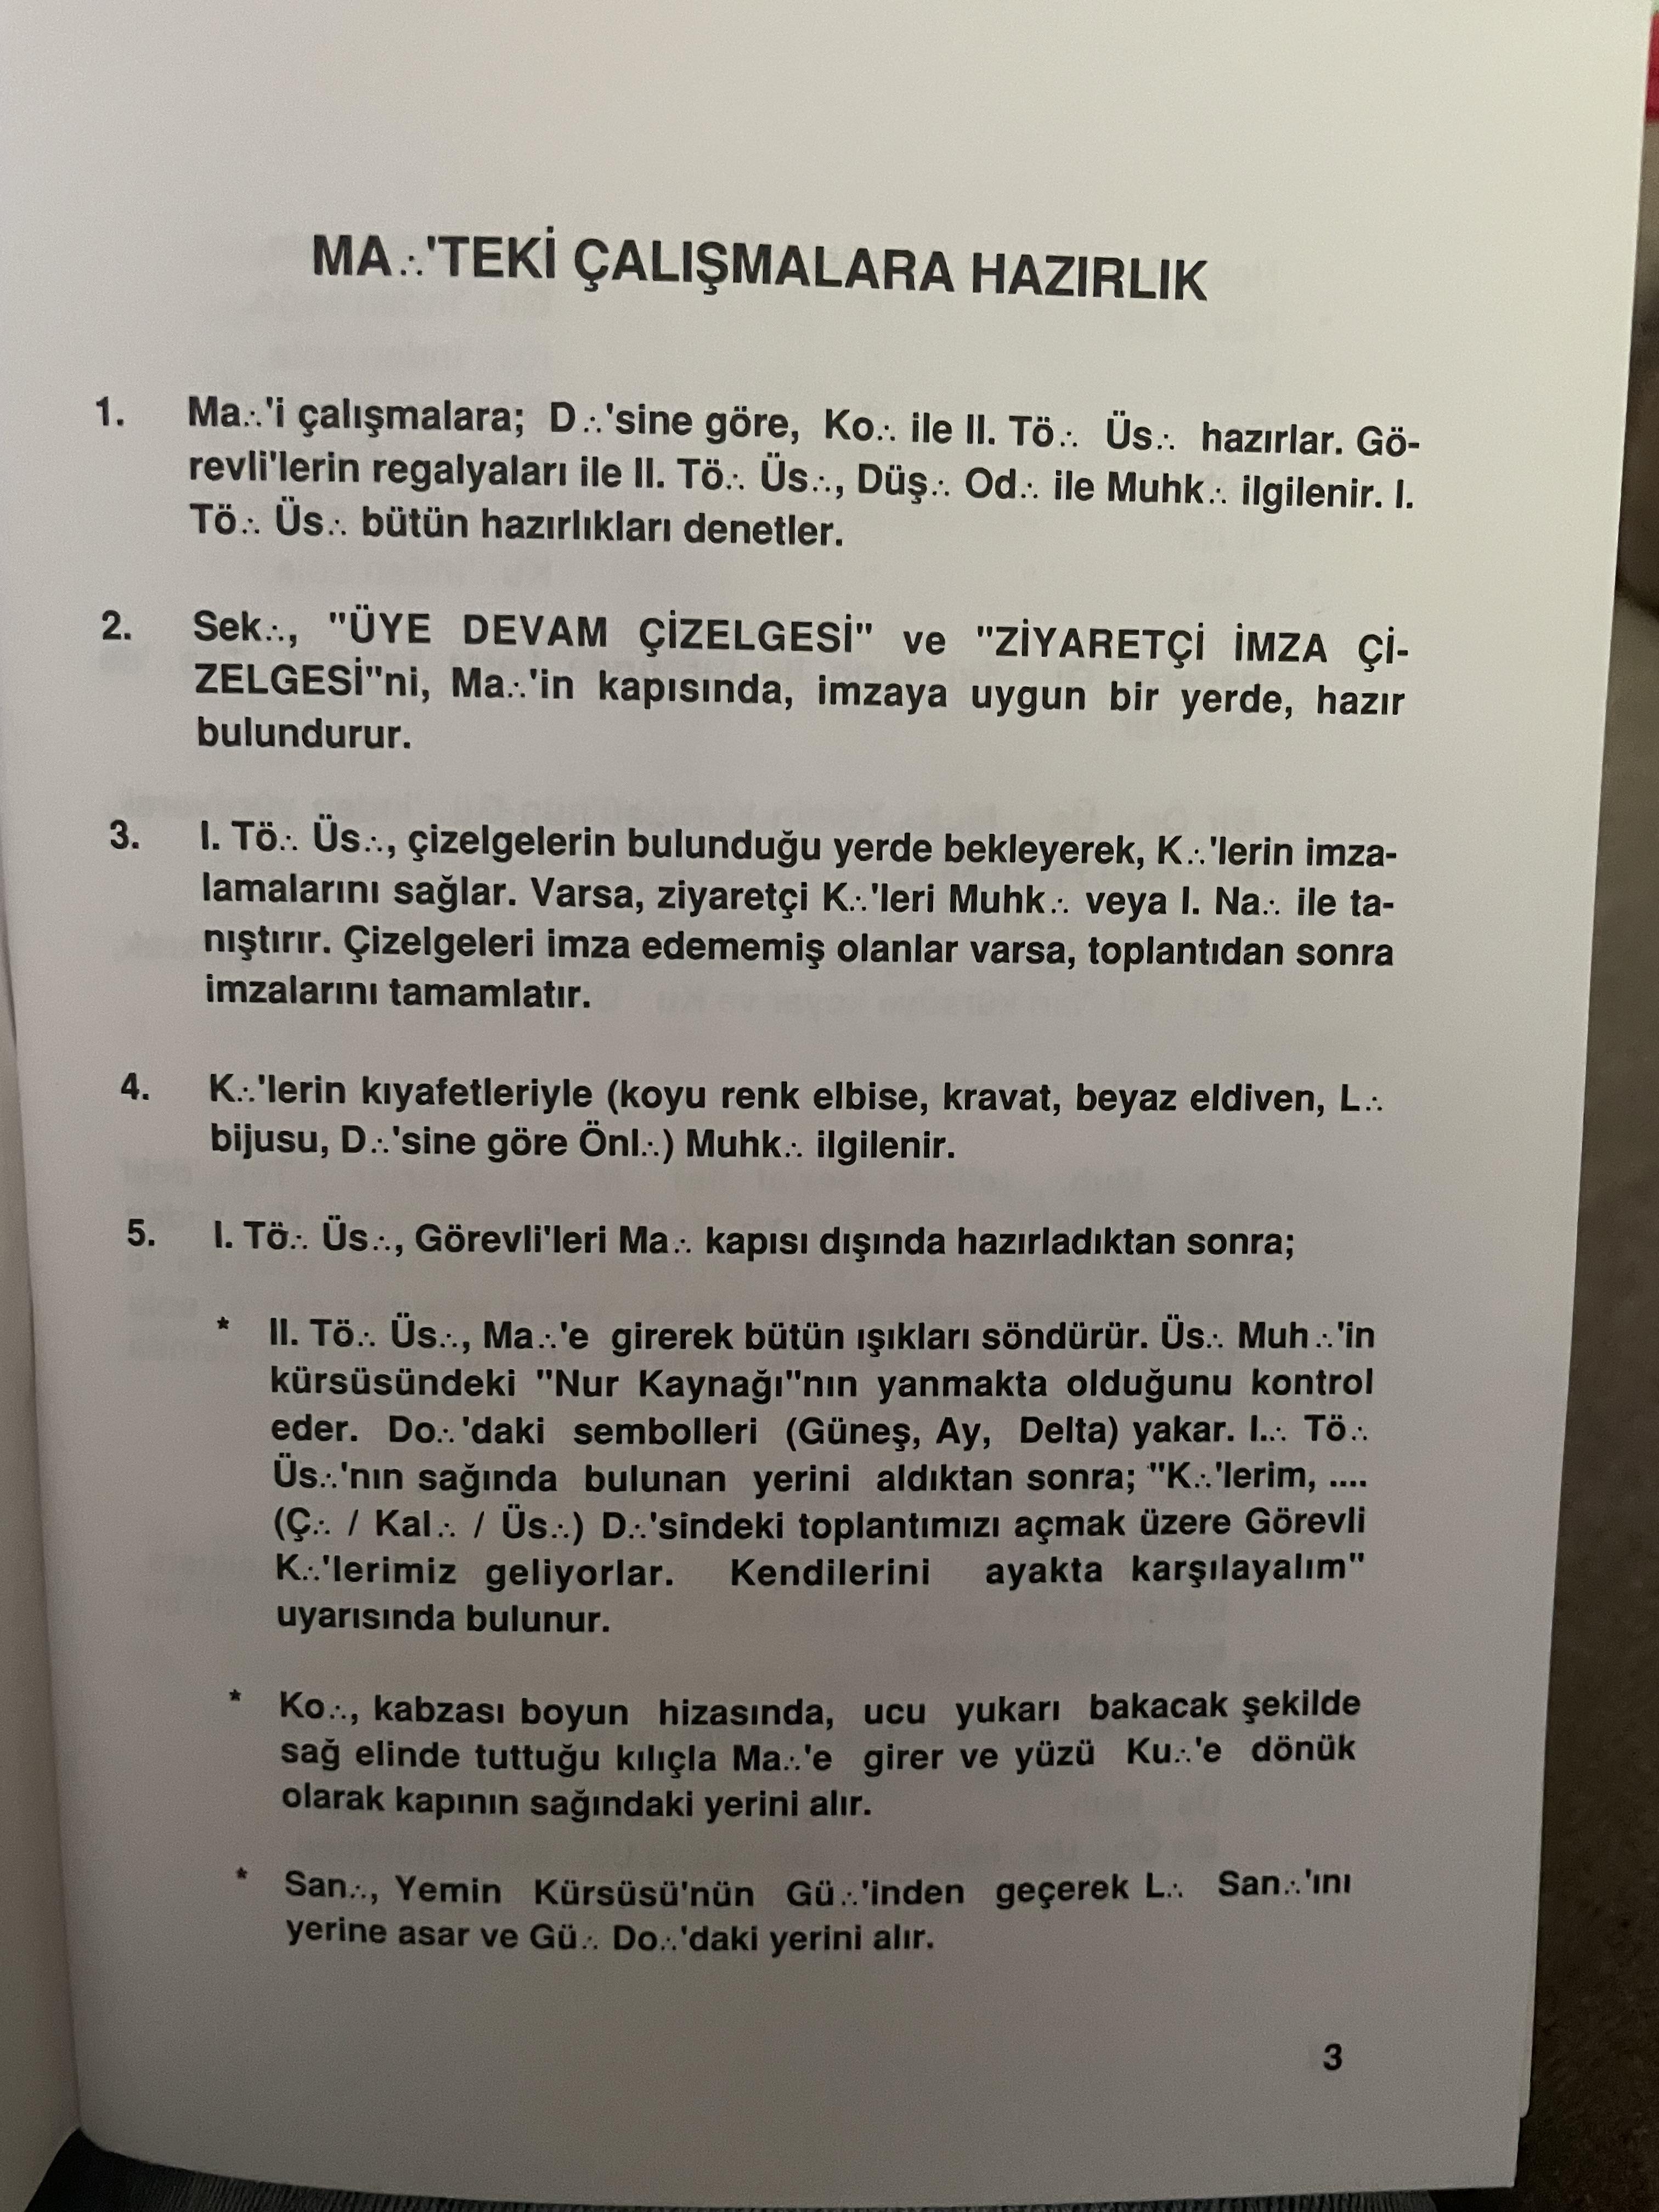 MA∴'TEKİ ÇALIŞMALARA HAZIRLIK
1. Ma∴'i çalışmalara; D∴'sine göre, Ko∴ ile II. Tö∴ Üs∴ hazırlar. Gö-
revli'lerin regalyaları ile II. Tö∴ Üs∴, Düş∴ Od∴ ile Muhk∴ ilgilenir. I.
Tö∴ Üs∴ bütün hazırlıkları denetler.
2. Sek∴, "ÜYE DEVAM ÇİZELGESİ" ve "ZİYARETÇİ İMZA Çİ-
ZELGESİ"ni, Ma∴'in kapısında, imzaya uygun bir yerde, hazır
bulundurur.
3. I. Tö∴ Üs∴, çizelgelerin bulunduğu yerde bekleyerek, K∴'lerin imza-
lamalarını sağlar. Varsa, ziyaretçi K∴'leri Muhk∴ veya I. Na∴ ile ta-
nıştırır. Çizelgeleri imza edememiş olanlar varsa, toplantıdan sonra
imzalarını tamamlatır.
4. K∴'lerin kıyafetleriyle (koyu renk elbise, kravat, beyaz eldiven, L∴
bijusu, D∴'sine göre Önl∴) Muhk∴ ilgilenir.
5. I. Tö∴ Üs∴, Görevli'leri Ma∴ kapısı dışında hazırladıktan sonra;
* II. Tö∴ Üs∴, Ma∴'e girerek bütün ışıkları söndürür. Üs∴ Muh∴'in
kürsüsündeki "Nur Kaynağı"nın yanmakta olduğunu kontrol
eder. Do∴'daki sembolleri (Güneş, Ay, Delta) yakar. I.∴ Tö∴
Üs∴'nın sağında bulunan yerini aldıktan sonra; "K∴'lerim, ....
(Ç∴ / Kal∴ / Üs∴) D∴'sindeki toplantımızı açmak üzere Görevli
K∴'lerimiz geliyorlar. Kendilerini ayakta karşılayalım"
uyarısında bulunur.
* Ko∴, kabzası boyun hizasında, ucu yukarı bakacak şekilde
sağ elinde tuttuğu kılıçla Ma∴'e girer ve yüzü Ku∴'e dönük
olarak kapının sağındaki yerini alır.
* San∴, Yemin Kürsüsü'nün Gü∴'inden geçerek L∴ San∴'ını
yerine asar ve Gü∴ Do∴'daki yerini alır.
3